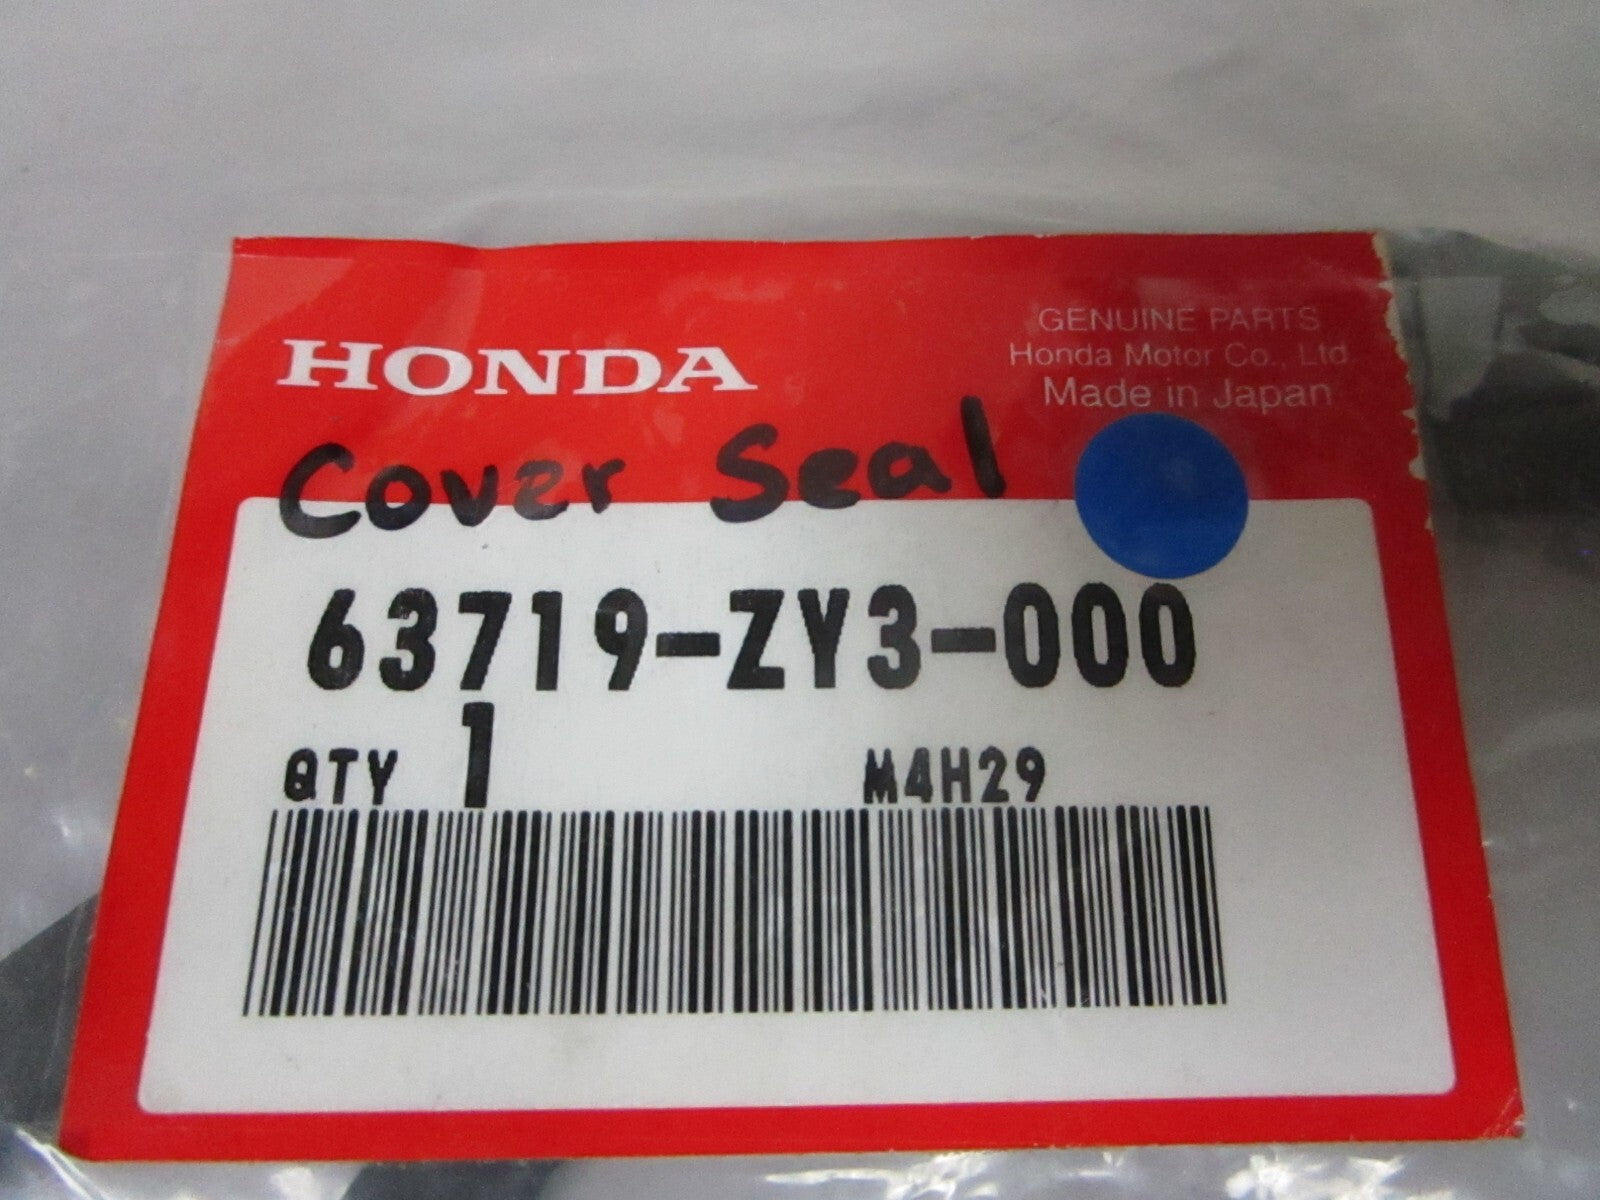 HONDA
GENUINE PARTS
Honda Motor Co., Ltd
Made in Japan
Cover Seal
63719-ZY3-000
QTY 1
M4H29